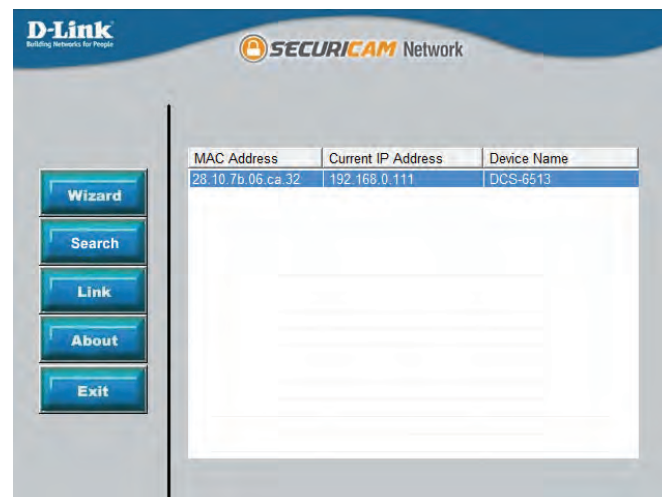 D-Link
Building Networks for People
SECURICAM Network
MAC Address Current IP Address Device Name
28.10.7b.06.ca.32 192.168.0.111 DCS-6513
Wizard
Search
Link
About
Exit